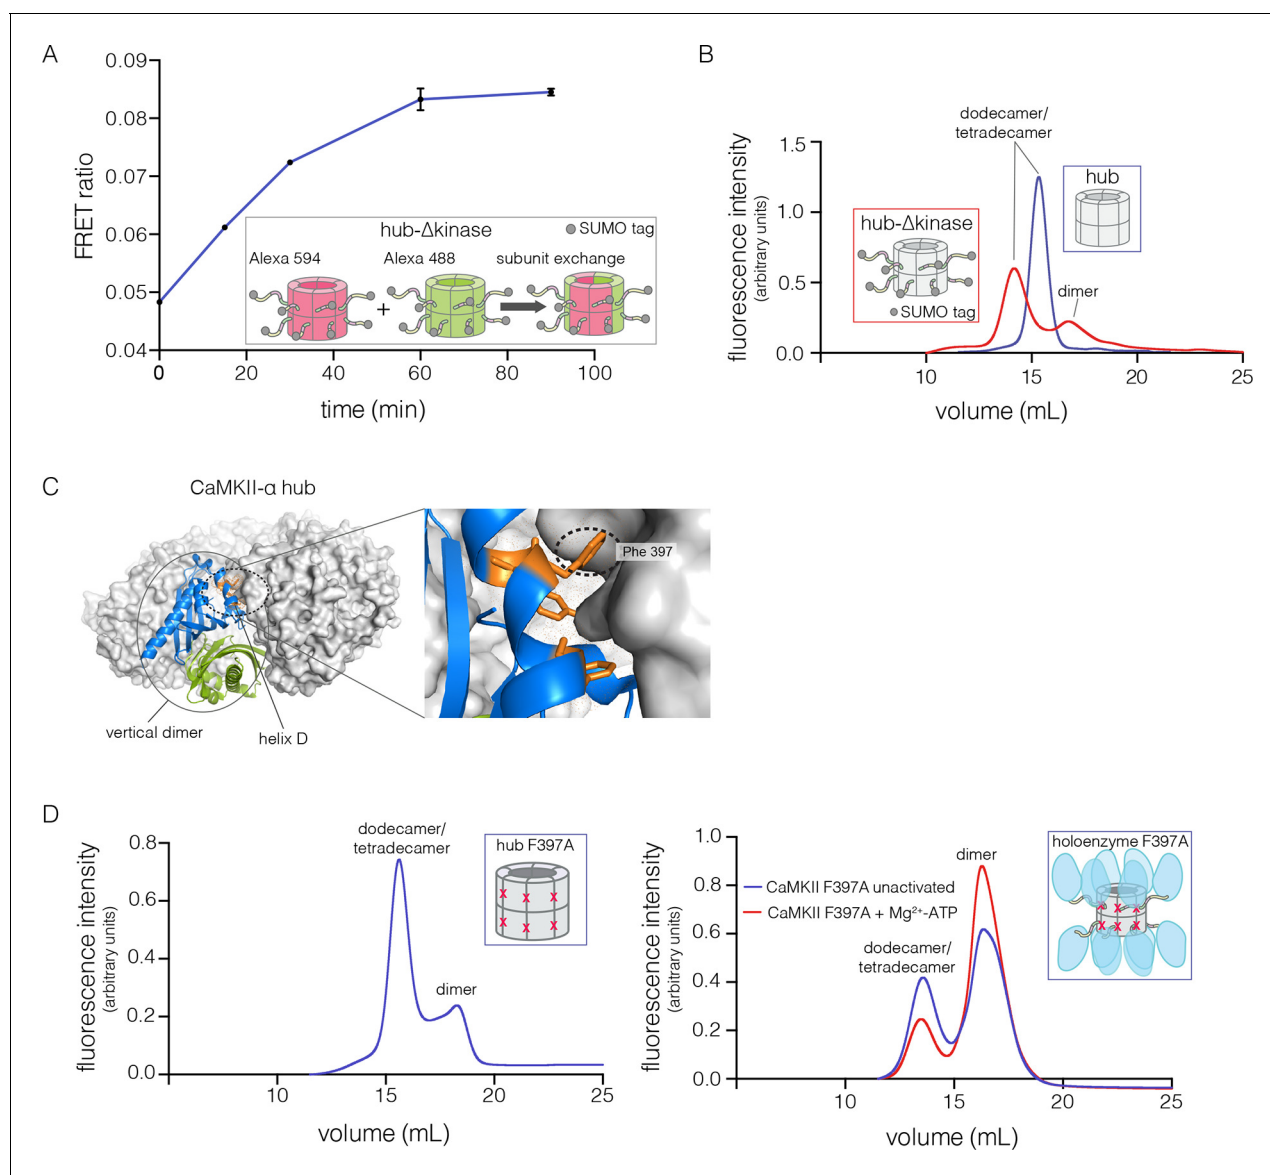 A
0.09
0.08
0.07
0.06
0.05
0.04
FRET ratio
hub-Δkinase
SUMO tag
Alexa 594
Alexa 488
subunit exchange
+
0
20
40
60
80
100
time (min)
B
dodecamer/
tetradecamer
1.5
1.0
0.5
0.0
fluorescence intensity
(arbitrary units)
hub
hub-Δkinase
SUMO tag
dimer
10
15
20
25
volume (mL)
C
CaMKII-α hub
Phe 397
vertical dimer
helix D
D
dodecamer/
tetradecamer
0.8
0.6
0.4
0.2
0.0
fluorescence intensity
(arbitrary units)
hub F397A
x x x
x x x
dimer
10
15
20
25
volume (mL)
1.0
0.8
0.6
0.4
0.2
0.0
fluorescence intensity
(arbitrary units)
dimer
holoenzyme F397A
x x x
x x x
CaMKII F397A unactivated
CaMKII F397A + Mg²⁺-ATP
dodecamer/
tetradecamer
10
15
20
25
volume (mL)